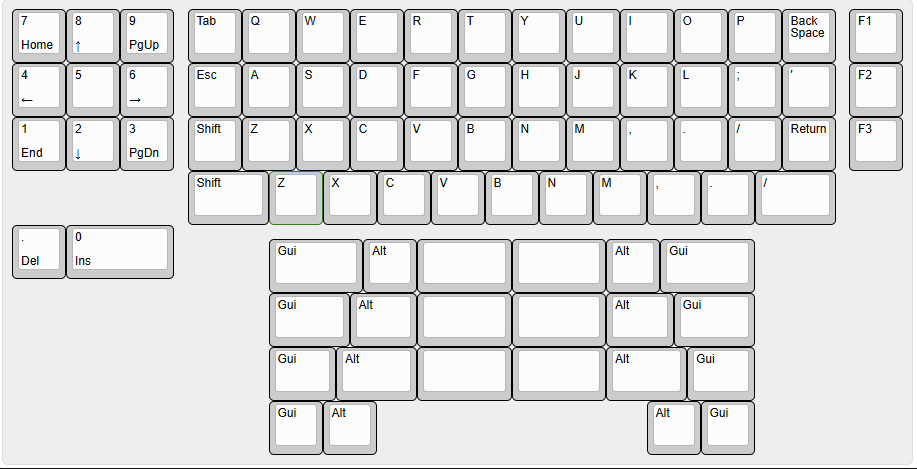 7 8 9 Tab Q W E R T Y U I O P Back Space F1
Home ↑ PgUp
4 5 6 Esc A S D F G H J K L ; ' F2
← →
1 2 3 Shift Z X C V B N M , . / Return F3
End ↓ PgDn
Shift Z X C V B N M , . /
. 0
Del Ins
Gui Alt Alt Gui
Gui Alt Alt Gui
Gui Alt Alt Gui
Gui Alt Alt Gui